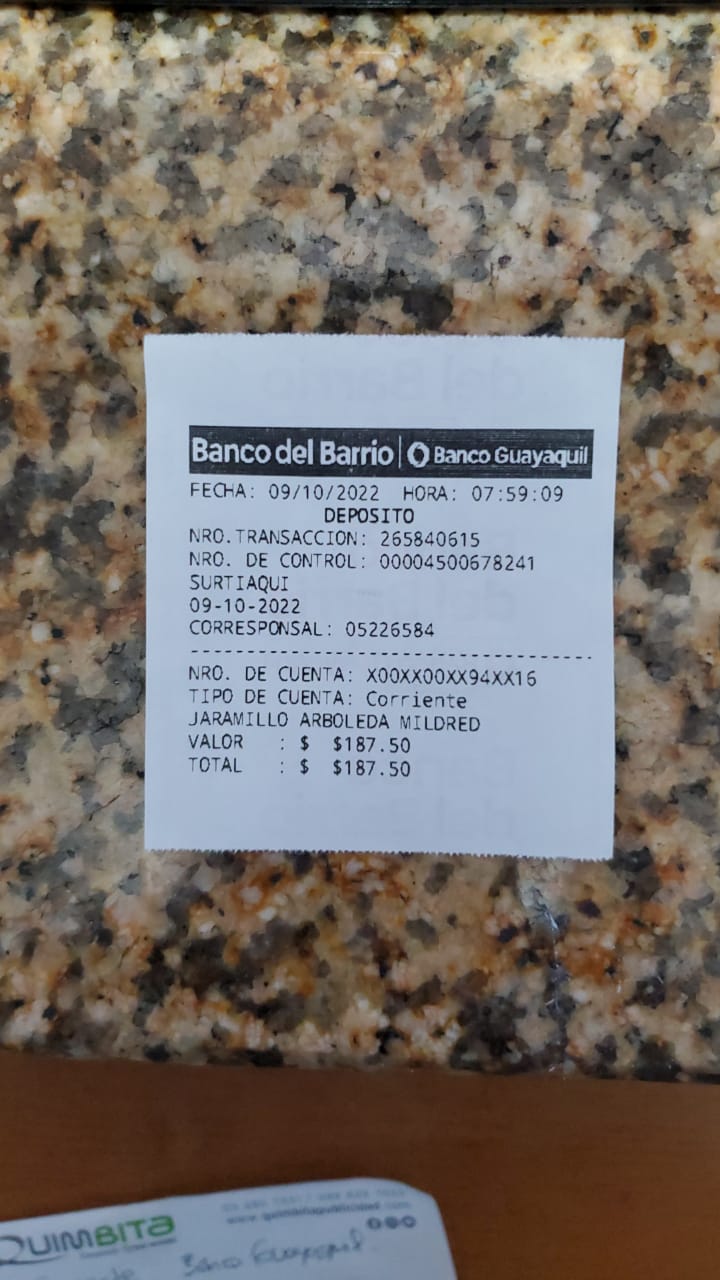 Banco del Barrio | Banco Guayaquil
FECHA: 09/10/2022 HORA: 07:59:09
DEPOSITO
NRO.TRANSACCION: 265840615
NRO. DE CONTROL: 00004500678241
SURTIAQUI
09-10-2022
CORRESPONSAL: 05226584
NRO. DE CUENTA: X00XX00XX94XX16
TIPO DE CUENTA: Corriente
JARAMILLO ARBOLEDA MILDRED
VALOR : $ $187.50
TOTAL : $ $187.50
QUIMBITA
Banco Guayaquil